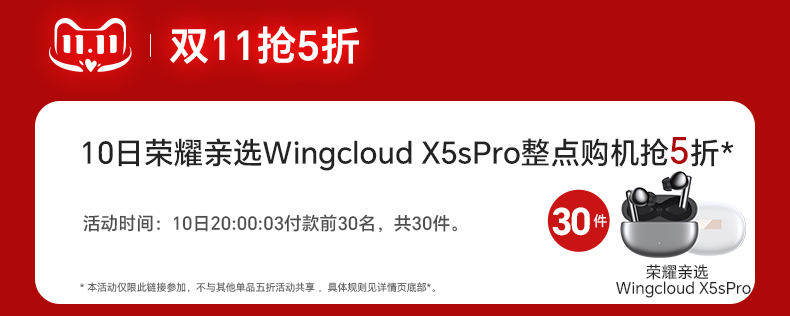 11.11
双11抢5折
10日荣耀亲选Wingcloud X5sPro整点购机抢5折*
活动时间：10日20:00:03付款前30名，共30件。
30件
荣耀亲选
Wingcloud X5sPro
* 本活动仅限此链接参加，不与其他单品五折活动共享，具体规则见详情页底部*。